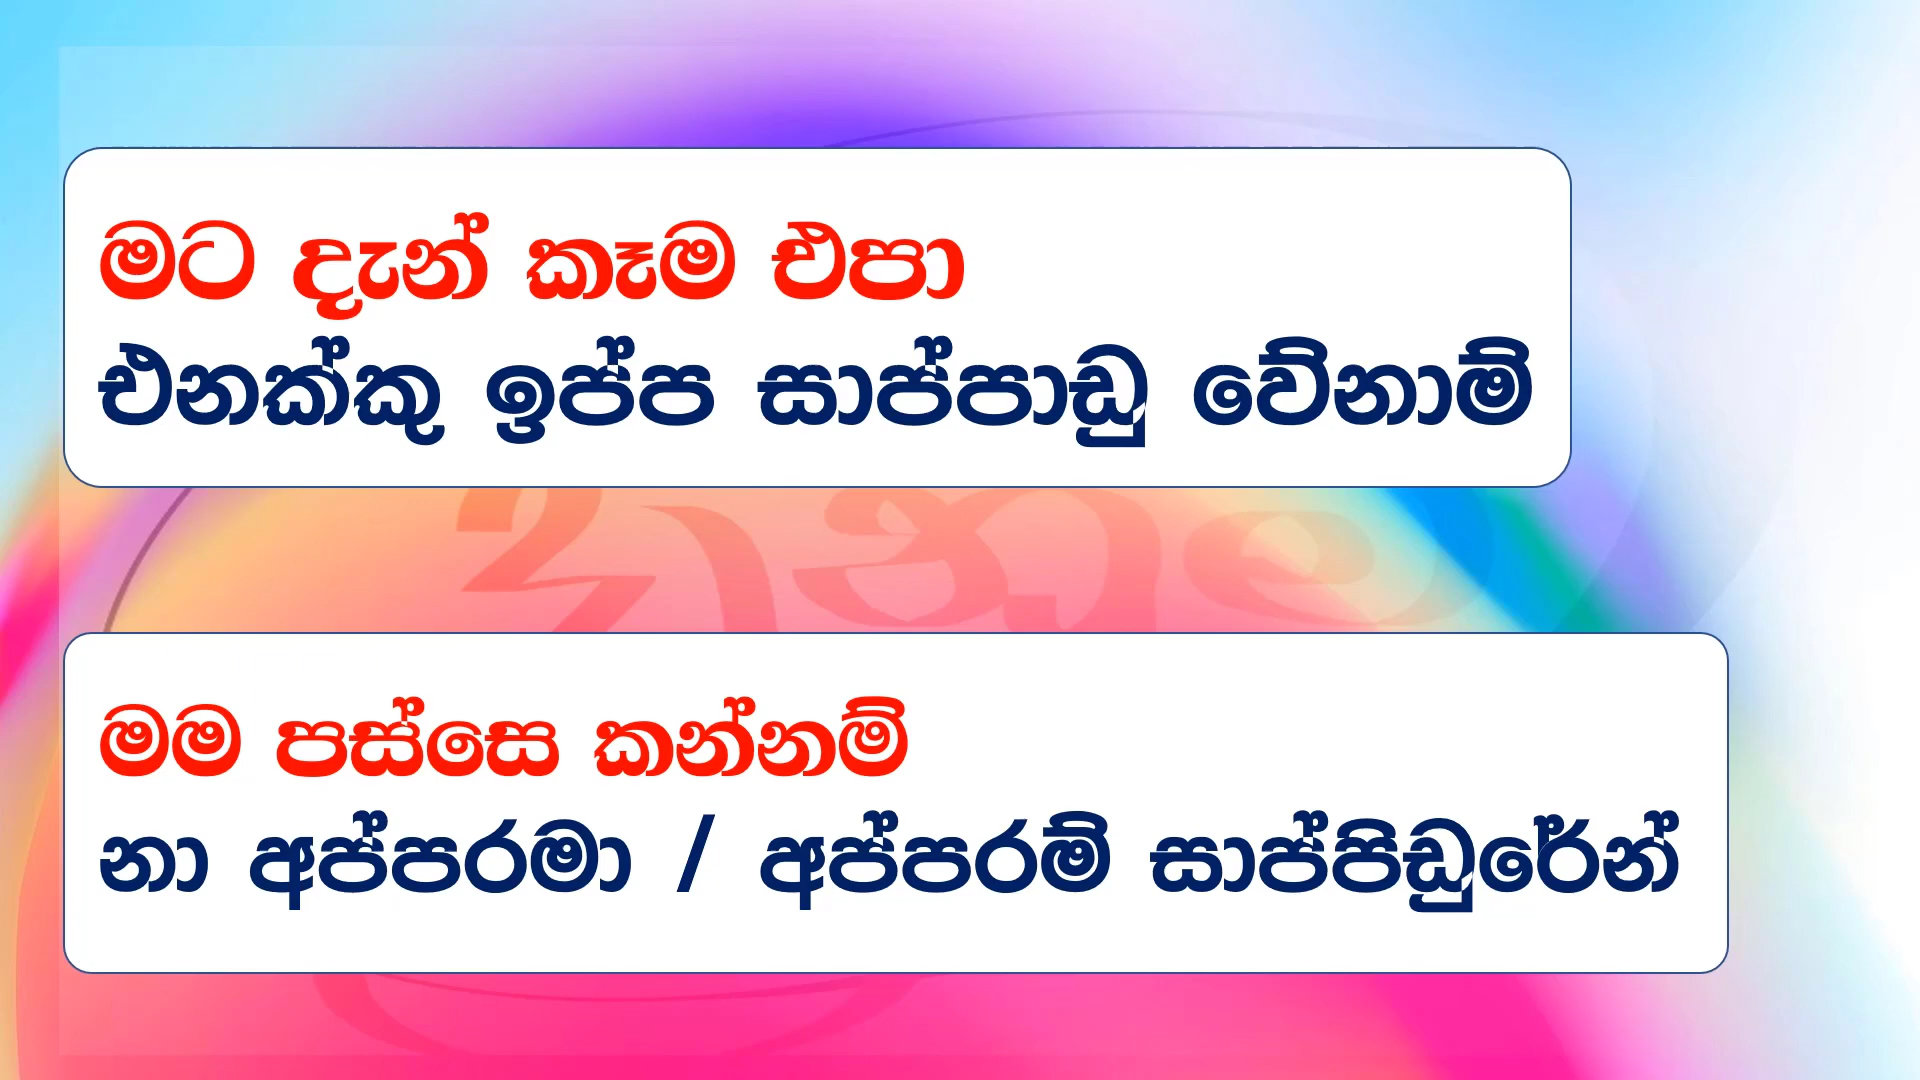 මට දැන් කෑම එපා
එනක්කු ඉප්ප සාප්පාඩු වේනාම්
මම පස්සෙ කන්නම්
නා අප්පරමා / අප්පරම් සාප්පිඩුරේන්